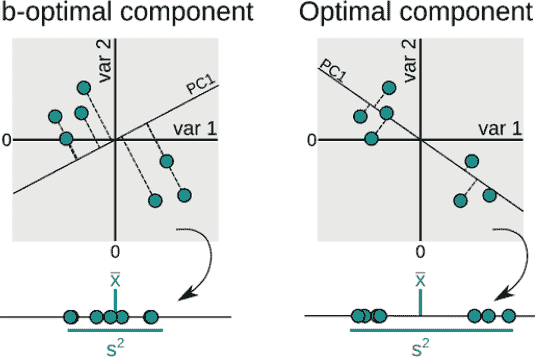 b-optimal component
Optimal component
var 2
PC1
var 1
0
0
x̄
s²
var 2
PC1
var 1
0
0
x̄
s²